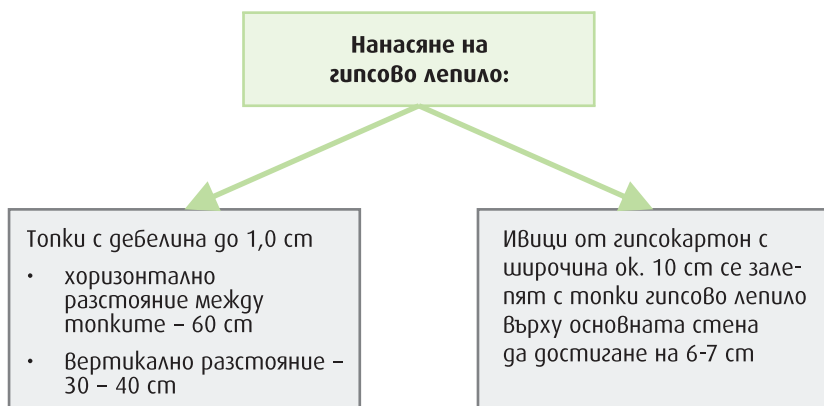 Нанасяне на
гипсово лепило:
Топки с дебелина до 1,0 cm
• хоризонтално
разстояние между
топките – 60 cm
• вертикално разстояние –
30 – 40 cm
Ивици от гипсокартон с
широчина ок. 10 cm се зале-
пят с топки гипсово лепило
върху основната стена
да достигане на 6-7 cm